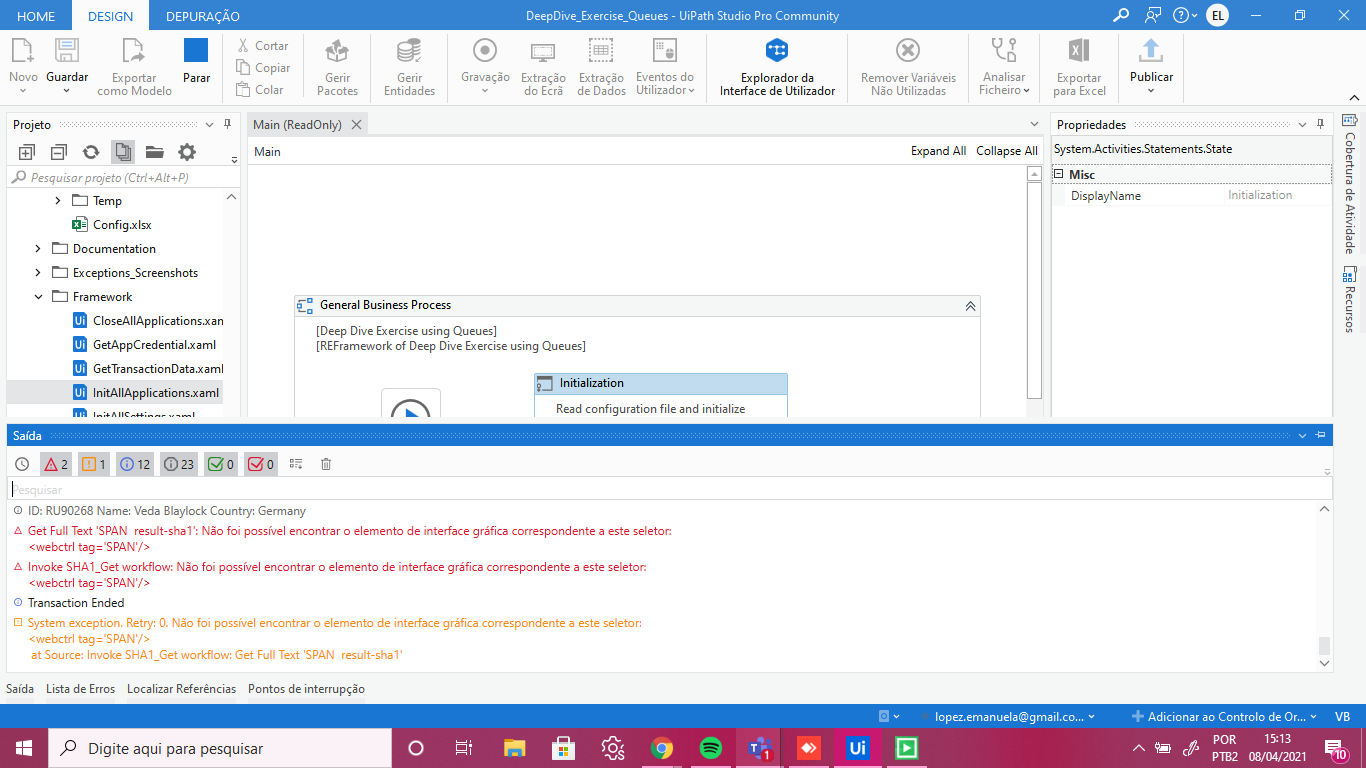 HOME DESIGN DEPURAÇÃO DeepDive_Exercise_Queues - UiPath Studio Pro Community EL
Novo Guardar Exportar como Modelo Parar
Cortar
Copiar
Colar
Gerir Pacotes
Gerir Entidades
Gravação
Extração do Ecrã
Extração de Dados
Eventos do Utilizador
Explorador da Interface de Utilizador
Remover Variáveis Não Utilizadas
Analisar Ficheiro
Exportar para Excel
Publicar
Projeto
Pesquisar projeto (Ctrl+Alt+P)
Temp
Config.xlsx
Documentation
Exceptions_Screenshots
Framework
CloseAllApplications.xan
GetAppCredential.xaml
GetTransactionData.xaml
InitAllApplications.xaml
InitAllSettings.xaml
Main (ReadOnly)
Main Expand All Collapse All
General Business Process
[Deep Dive Exercise using Queues]
[REFramework of Deep Dive Exercise using Queues]
Initialization
Read configuration file and initialize
Propriedades
System.Activities.Statements.State
Misc
DisplayName Initialization
Cobertura de Atividade
Recursos
Saída
2 1 12 23 0 0
Pesquisar
ID: RU90268 Name: Veda Blaylock Country: Germany
Get Full Text 'SPAN  result-sha1': Não foi possível encontrar o elemento de interface gráfica correspondente a este seletor:
<webctrl tag='SPAN'/>
Invoke SHA1_Get workflow: Não foi possível encontrar o elemento de interface gráfica correspondente a este seletor:
<webctrl tag='SPAN'/>
Transaction Ended
System exception. Retry: 0. Não foi possível encontrar o elemento de interface gráfica correspondente a este seletor:
<webctrl tag='SPAN'/>
at Source: Invoke SHA1_Get workflow: Get Full Text 'SPAN  result-sha1'
Saída Lista de Erros Localizar Referências Pontos de interrupção
lopez.emanuela@gmail.co... Adicionar ao Controlo de Or... VB
Digite aqui para pesquisar
1
Ui
POR
PTB2
15:13
08/04/2021
10